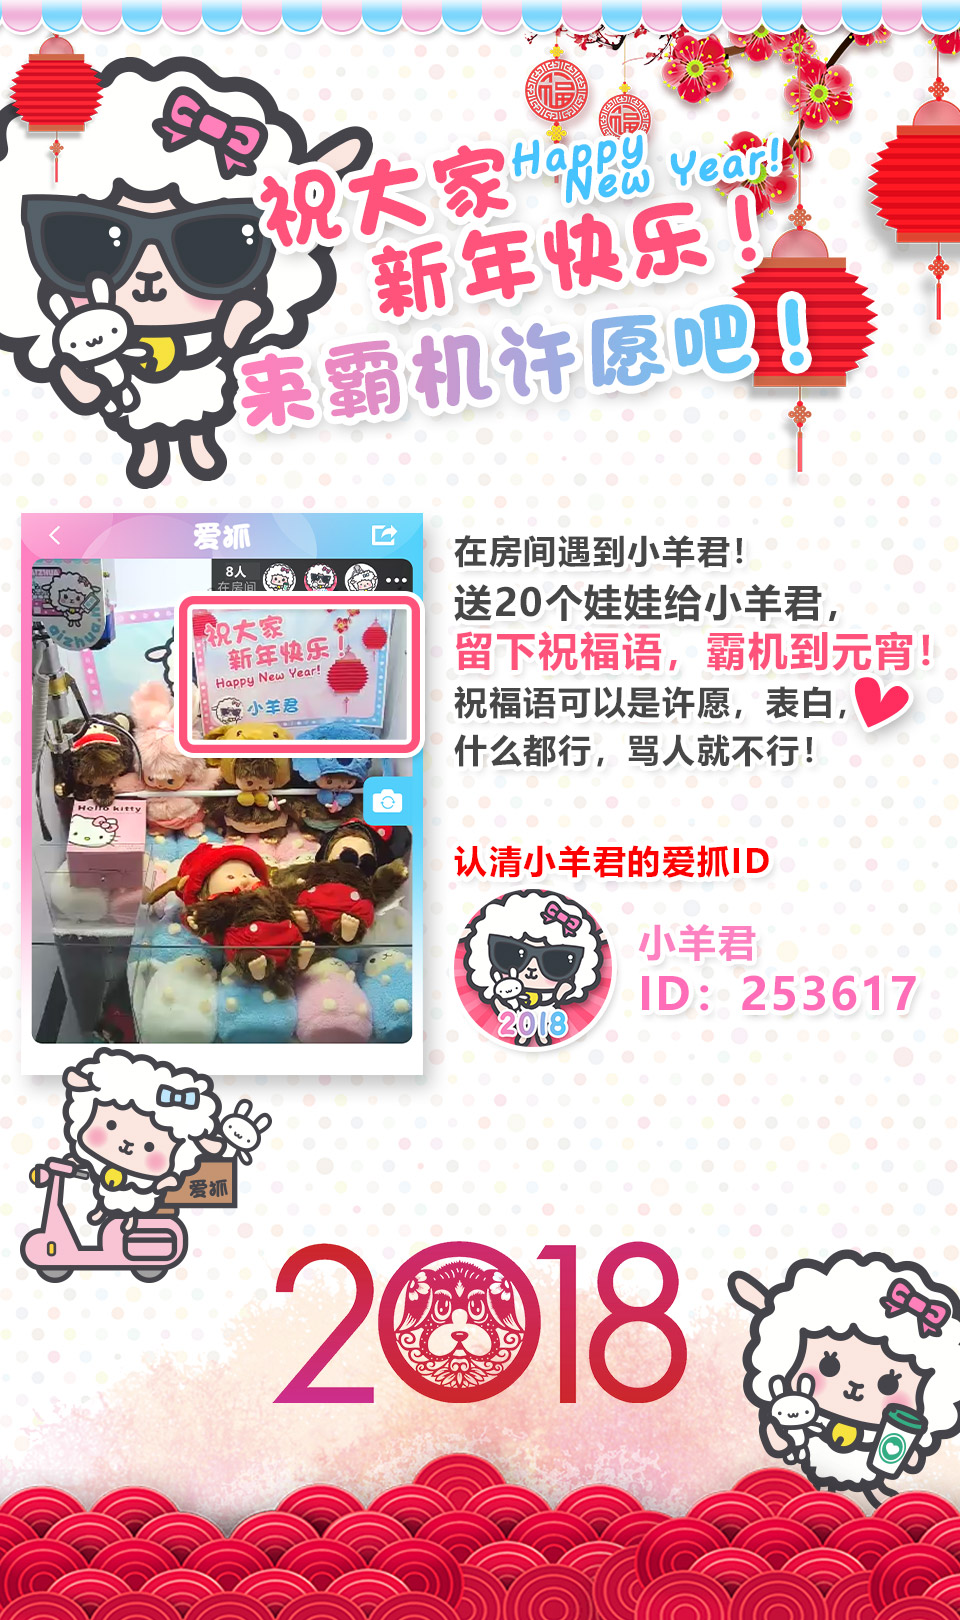 福
福
祝大家
Happy
New Year!
新年快乐！
来霸机许愿吧！
爱抓
8人
在房间
祝大家
新年快乐！
Happy New Year!
小羊君
Hello kitty
在房间遇到小羊君！
送20个娃娃给小羊君，
留下祝福语，霸机到元宵！
祝福语可以是许愿，表白，
什么都行，骂人就不行！
认清小羊君的爱抓ID
2018
小羊君
ID：253617
爱抓
2018